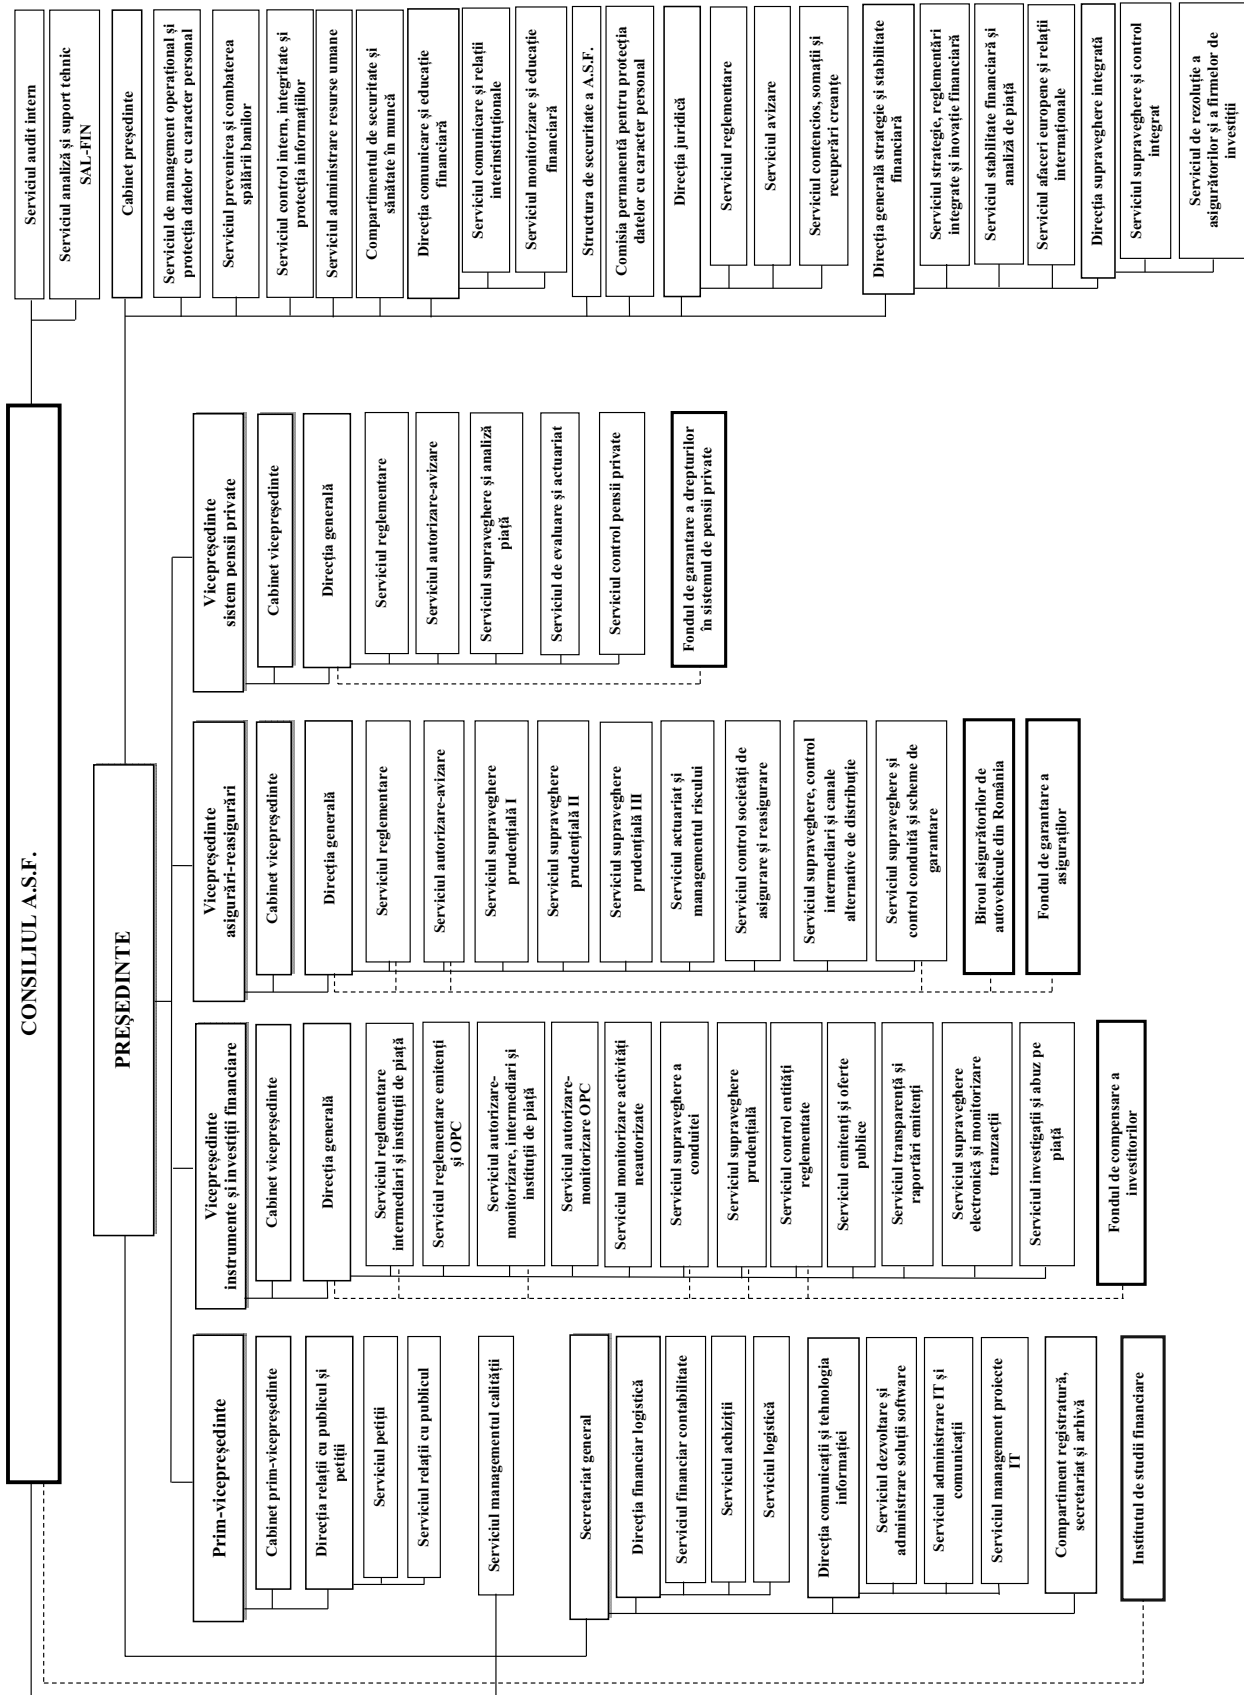 CONSILIUL A.S.F.
PREȘEDINTE
Prim-vicepreședinte
Cabinet prim-vicepreședinte
Direcția relații cu publicul și
petiții
Serviciul petiții
Serviciul relații cu publicul
Serviciul managementul calității
Secretariat general
Direcția financiar logistică
Serviciul financiar contabilitate
Serviciul achiziții
Serviciul logistică
Direcția comunicații și tehnologia
informației
Serviciul dezvoltare și
administrare soluții software
Serviciul administrare IT și
comunicații
Serviciul management proiecte
IT
Compartiment registratură,
secretariat și arhivă
Institutul de studii financiare
Vicepreședinte
instrumente și investiții financiare
Cabinet vicepreședinte
Direcția generală
Serviciul reglementare
intermediari și instituții de piață
Serviciul reglementare emitenți
și OPC
Serviciul autorizare-
monitorizare, intermediari și
instituții de piață
Serviciul autorizare-
monitorizare OPC
Serviciul monitorizare activități
neautorizate
Serviciul supraveghere a
conduitei
Serviciul supraveghere
prudențială
Serviciul control entități
reglementate
Serviciul emitenți și oferte
publice
Serviciul transparență și
raportări emitenți
Serviciul supraveghere
electronică și monitorizare
tranzacții
Serviciul investigații și abuz pe
piață
Fondul de compensare a
investitorilor
Vicepreședinte
asigurări-reasigurări
Cabinet vicepreședinte
Direcția generală
Serviciul reglementare
Serviciul autorizare-avizare
Serviciul supraveghere
prudențială I
Serviciul supraveghere
prudențială II
Serviciul supraveghere
prudențială III
Serviciul actuariat și
managementul riscului
Serviciul control societăți de
asigurare și reasigurare
Serviciul supraveghere, control
intermediari și canale
alternative de distribuție
Serviciul supraveghere și
control conduită și scheme de
garantare
Biroul asigurătorilor de
autovehicule din România
Fondul de garantare a
asiguraților
Vicepreședinte
sistem pensii private
Cabinet vicepreședinte
Direcția generală
Serviciul reglementare
Serviciul autorizare-avizare
Serviciul supraveghere și analiză
piață
Serviciul de evaluare și actuariat
Serviciul control pensii private
Fondul de garantare a drepturilor
în sistemul de pensii private
Serviciul audit intern
Serviciul analiză și suport tehnic
SAL-FIN
Cabinet președinte
Serviciul de management operațional și
protecția datelor cu caracter personal
Serviciul prevenirea și combaterea
spălării banilor
Serviciul control intern, integritate și
protecția informațiilor
Serviciul administrare resurse umane
Compartimentul de securitate și
sănătate în muncă
Direcția comunicare și educație
financiară
Serviciul comunicare și relații
interinstituționale
Serviciul monitorizare și educație
financiară
Structura de securitate a A.S.F.
Comisia permanentă pentru protecția
datelor cu caracter personal
Direcția juridică
Serviciul reglementare
Serviciul avizare
Serviciul contencios, somații și
recuperări creanțe
Direcția generală strategie și stabilitate
financiară
Serviciul strategie, reglementări
integrate și inovație financiară
Serviciul stabilitate financiară și
analiză de piață
Serviciul afaceri europene și relații
internaționale
Direcția supraveghere integrată
Serviciul supraveghere și control
integrat
Serviciul de rezoluție a
asigurătorilor și a firmelor de
investiții